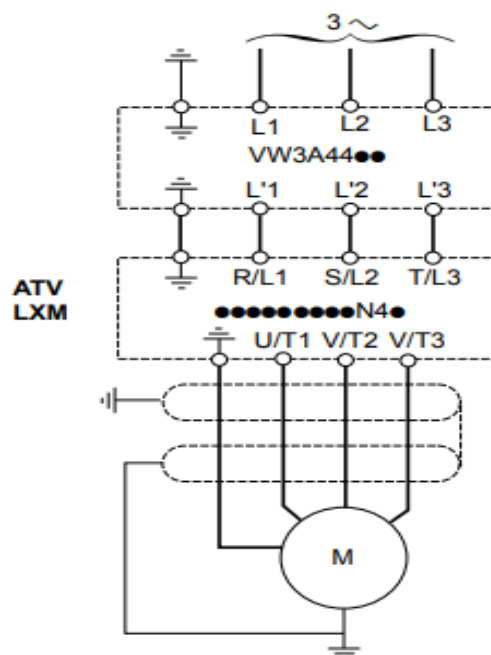 3 ~
L1 L2 L3
VW3A44●●
L'1 L'2 L'3
R/L1 S/L2 T/L3
ATV
LXM
●●●●●●●●●N4●
U/T1 V/T2 V/T3
M